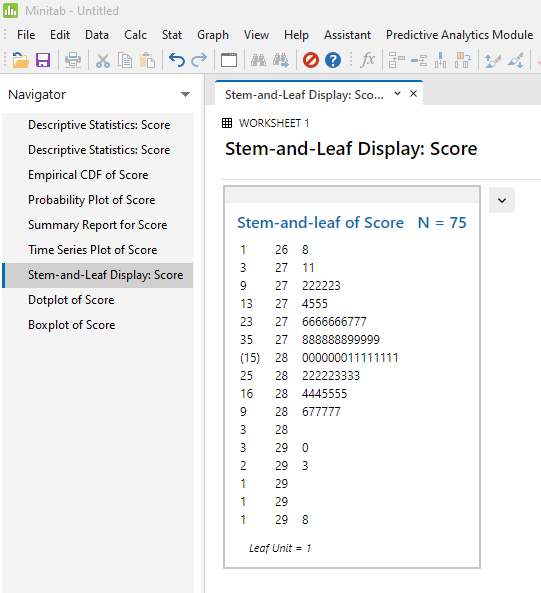 Minitab - Untitled
File Edit Data Calc Stat Graph View Help Assistant Predictive Analytics Module
fx
Navigator
Descriptive Statistics: Score
Descriptive Statistics: Score
Empirical CDF of Score
Probability Plot of Score
Summary Report for Score
Time Series Plot of Score
Stem-and-Leaf Display: Score
Dotplot of Score
Boxplot of Score
Stem-and-Leaf Display: Sco...
WORKSHEET 1
Stem-and-Leaf Display: Score
Stem-and-leaf of Score N = 75
1 26 8
3 27 11
9 27 222223
13 27 4555
23 27 6666666777
35 27 888888899999
(15) 28 000000011111111
25 28 222223333
16 28 4445555
9 28 677777
3 28
3 29 0
2 29 3
1 29
1 29
1 29 8
Leaf Unit = 1